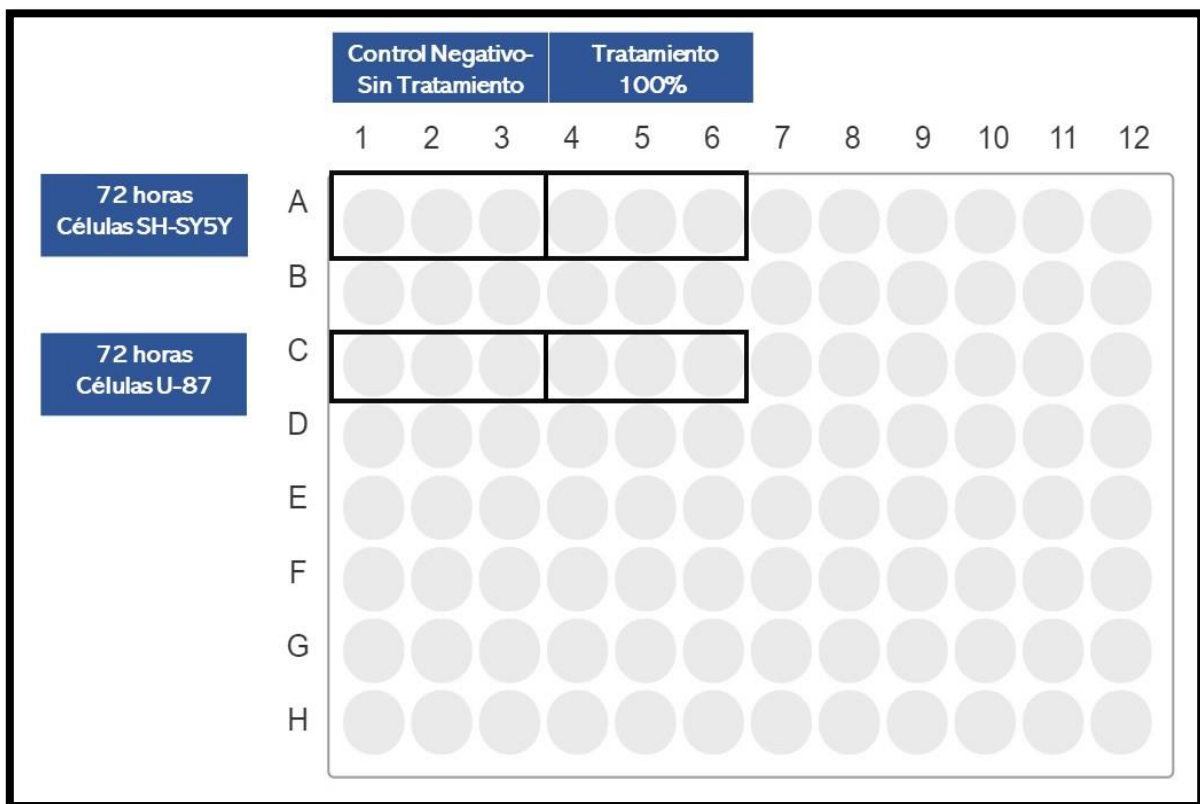 Control Negativo-
Sin Tratamiento
Tratamiento
100%
1 2 3 4 5 6 7 8 9 10 11 12
72 horas
Células SH-SY5Y
A
B
72 horas
Células U-87
C
D
E
F
G
H